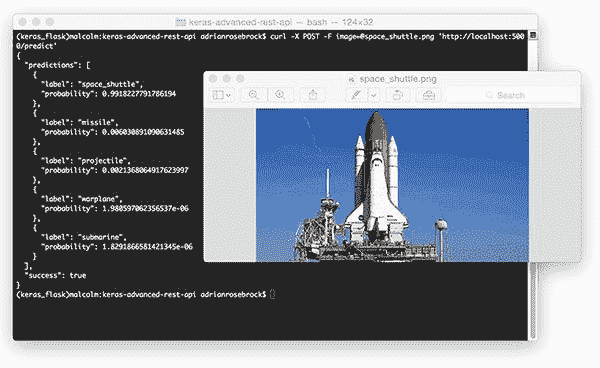 keras-advanced-rest-api — bash — 124×32
(keras_flask)malcolm:keras-advanced-rest-api adrianrosebrock$ curl -X POST -F image=@space_shuttle.png 'http://localhost:500
0/predict'
{
"predictions": [
{
"label": "space_shuttle",
"probability": 0.9918227791786194
},
{
"label": "missile",
"probability": 0.006030891090631485
},
{
"label": "projectile",
"probability": 0.0021368064917623997
},
{
"label": "warplane",
"probability": 1.980597062356537e-06
},
{
"label": "submarine",
"probability": 1.8291866581421345e-06
}
],
"success": true
}
(keras_flask)malcolm:keras-advanced-rest-api adrianrosebrock$
space_shuttle.png
Search